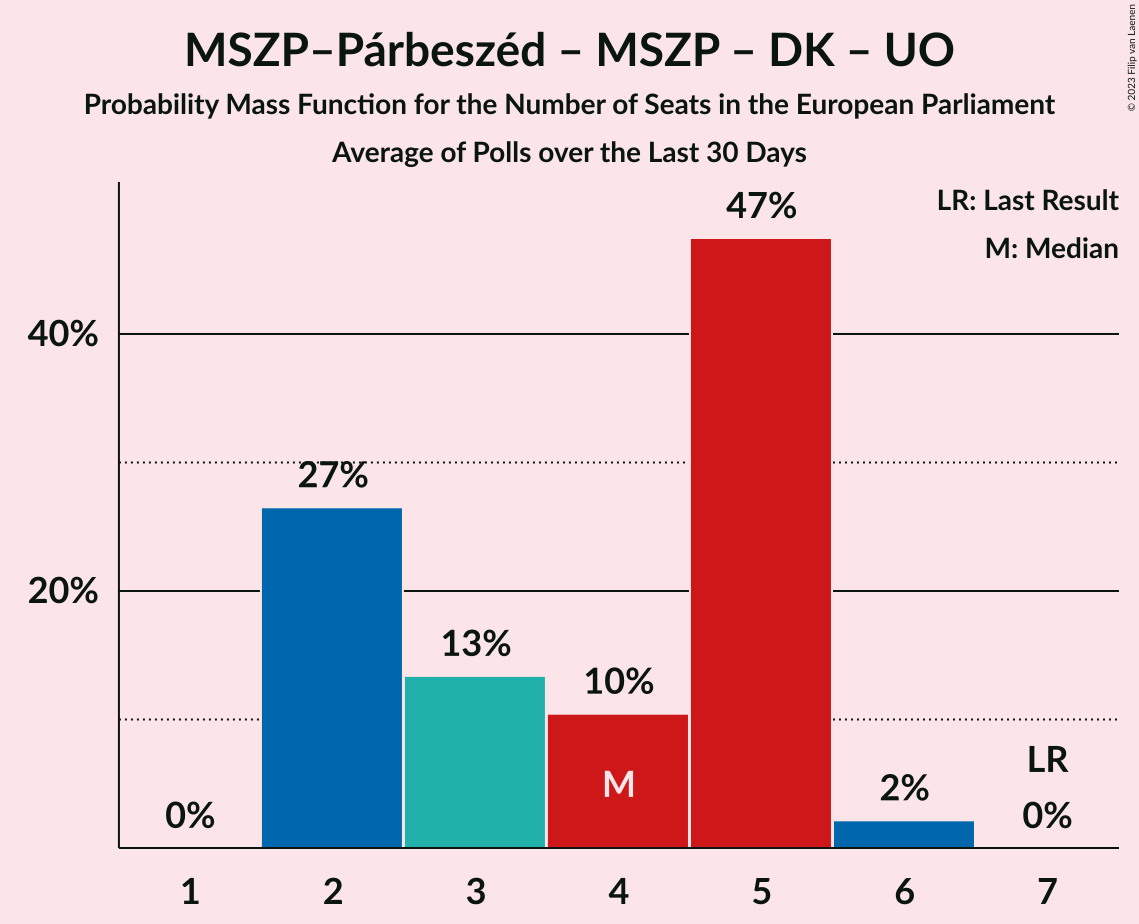 MSZP–Párbeszéd – MSZP – DK – UO
Probability Mass Function for the Number of Seats in the European Parliament
Average of Polls over the Last 30 Days
© 2023 Filip van Laenen
LR: Last Result
M: Median
47%
40%
27%
20%
13%
10%
M
LR
2%
0%
0%
1 2 3 4 5 6 7